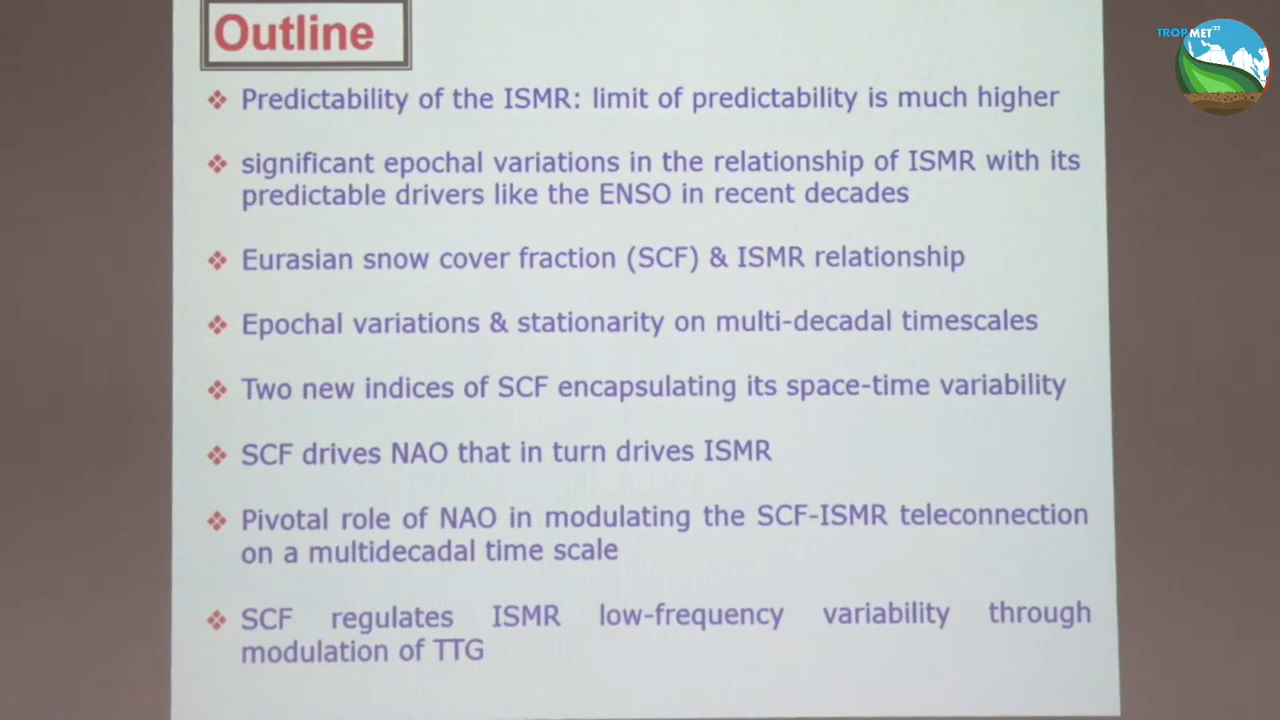 Outline
TROPMET'22
Predictability of the ISMR: limit of predictability is much higher
significant epochal variations in the relationship of ISMR with its
predictable drivers like the ENSO in recent decades
Eurasian snow cover fraction (SCF) & ISMR relationship
Epochal variations & stationarity on multi-decadal timescales
Two new indices of SCF encapsulating its space-time variability
SCF drives NAO that in turn drives ISMR
Pivotal role of NAO in modulating the SCF-ISMR teleconnection
on a multidecadal time scale
SCF regulates ISMR low-frequency variability through
modulation of TTG